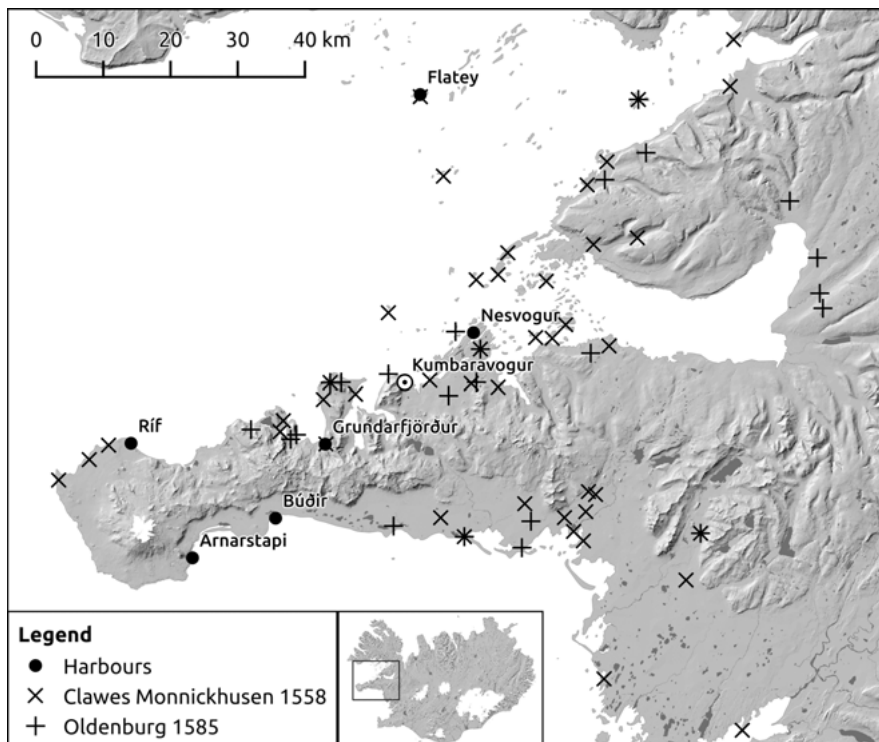 0 10 20 30 40 km
Flatey
Nesvogur
Kumbaravogur
Ríf
Grundarfjörður
Búðir
Arnarstapi
Legend
Harbours
Clawes Monnickhusen 1558
Oldenburg 1585